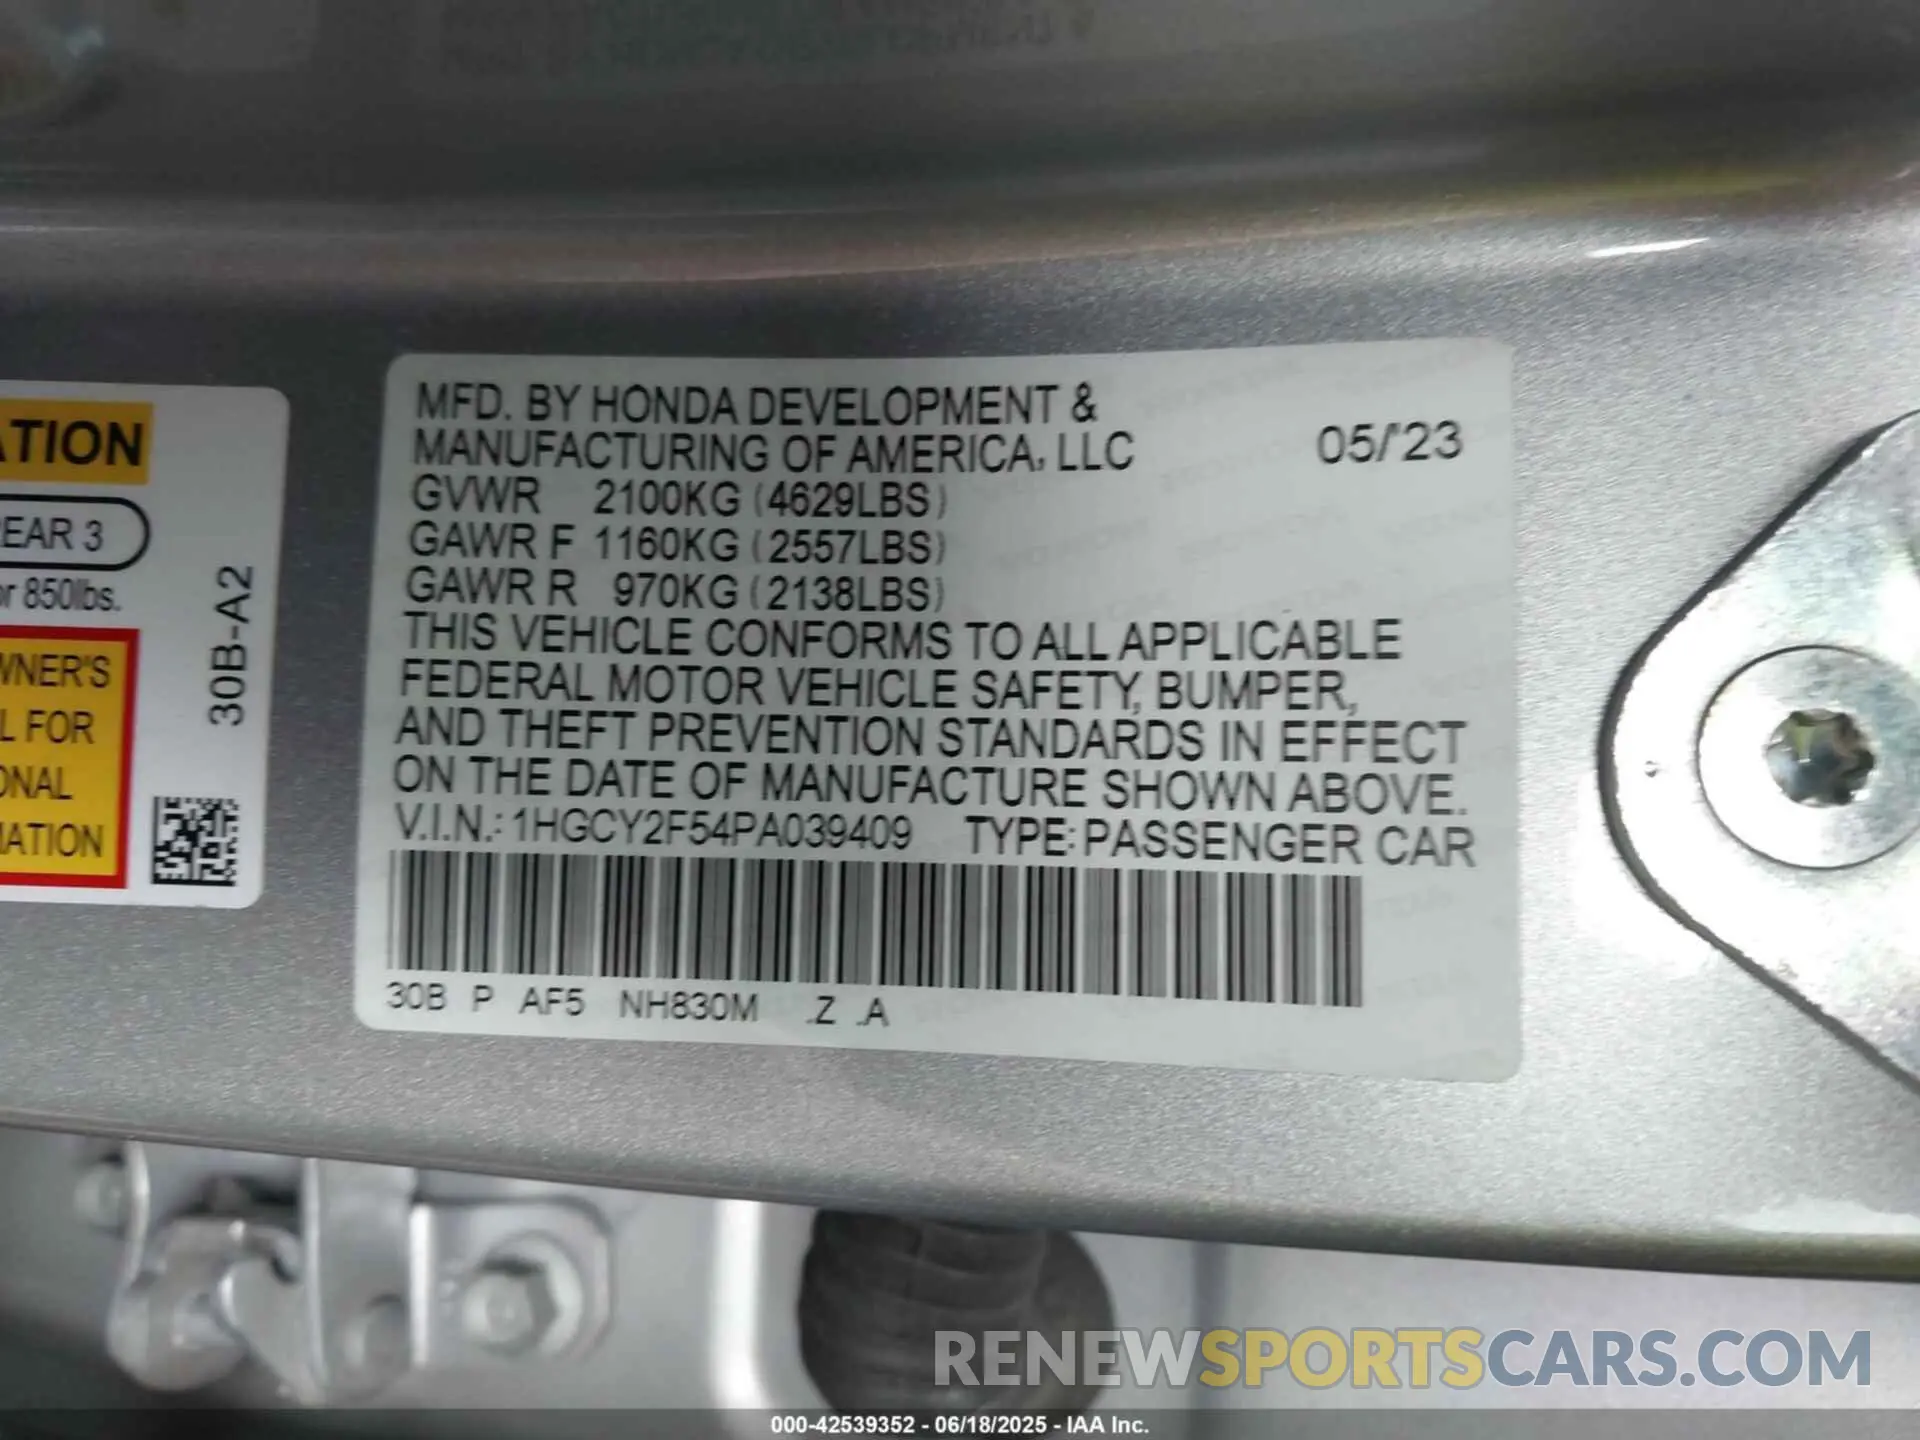 ATION
REAR 3
or 850lbs.
WNER'S
L FOR
ONAL
MATION
30B-A2
MFD. BY HONDA DEVELOPMENT &
MANUFACTURING OF AMERICA, LLC 05/'23
GVWR 2100KG (4629LBS)
GAWR F 1160KG (2557LBS)
GAWR R 970KG (2138LBS)
THIS VEHICLE CONFORMS TO ALL APPLICABLE
FEDERAL MOTOR VEHICLE SAFETY, BUMPER,
AND THEFT PREVENTION STANDARDS IN EFFECT
ON THE DATE OF MANUFACTURE SHOWN ABOVE.
V.I.N.: 1HGCY2F54PA039409 TYPE: PASSENGER CAR
30B P AF5 NH830M .Z .A
RENEWSPORTSCARS.COM
000-42539352 - 06/18/2025 - IAA Inc.